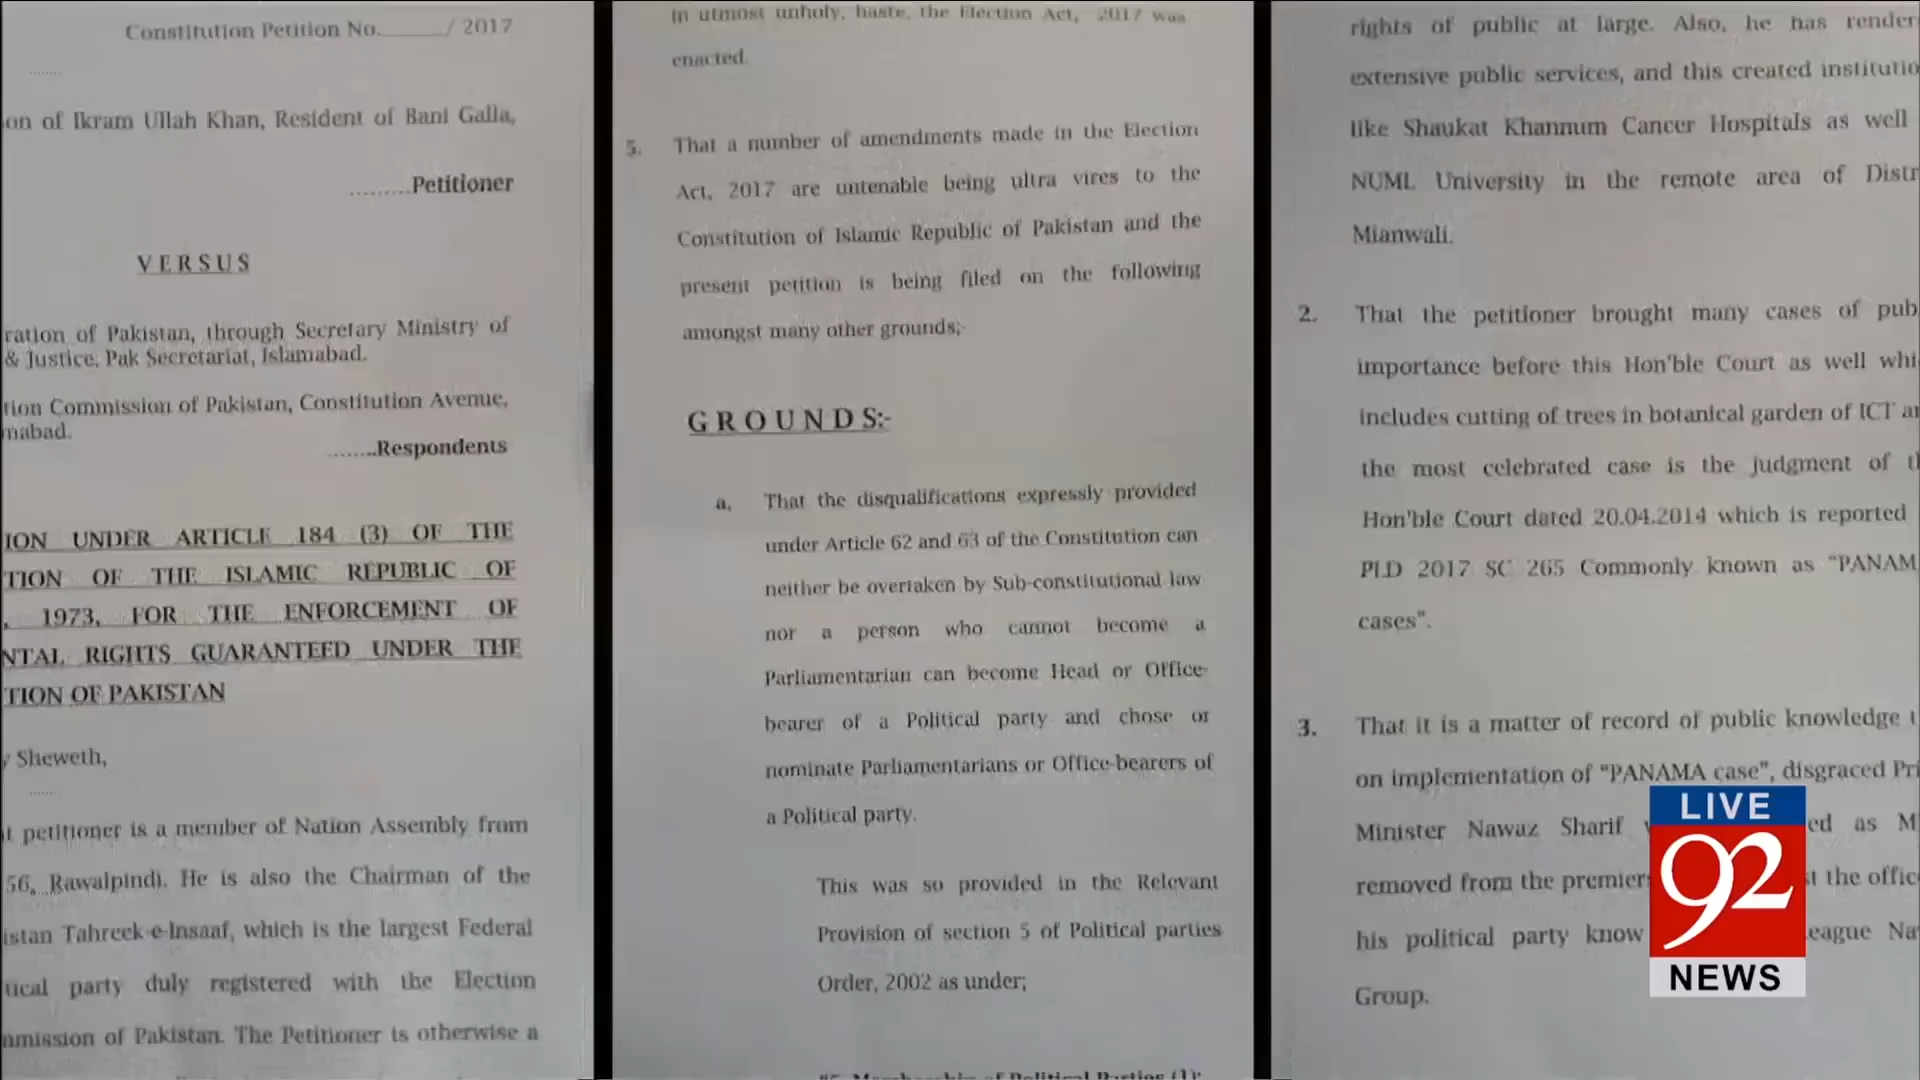 Constitution Petition No.______/ 2017
on of Ikram Ullah Khan, Resident of Bani Galla,
.........Petitioner
VERSUS
ration of Pakistan, through Secretary Ministry of
& Justice, Pak Secretariat, Islamabad.
tion Commission of Pakistan, Constitution Avenue,
mabad.
........Respondents
ION UNDER ARTICLE 184 (3) OF THE
TION OF THE ISLAMIC REPUBLIC OF
, 1973, FOR THE ENFORCEMENT OF
NTAL RIGHTS GUARANTEED UNDER THE
TION OF PAKISTAN
y Sheweth,
t petitioner is a member of Nation Assembly from
56, Rawalpindi. He is also the Chairman of the
istan Tahreek-e-Insaaf, which is the largest Federal
tical party duly registered with the Election
mmission of Pakistan. The Petitioner is otherwise a
in utmost unholy, haste, the Election Act, 2017 was
enacted.
5. That a number of amendments made in the Election
Act, 2017 are untenable being ultra vires to the
Constitution of Islamic Republic of Pakistan and the
present petition is being filed on the following
amongst many other grounds;-
GROUNDS:-
a. That the disqualifications expressly provided
under Article 62 and 63 of the Constitution can
neither be overtaken by Sub-constitutional law
nor a person who cannot become a
Parliamentarian can become Head or Office-
bearer of a Political party and chose or
nominate Parliamentarians or Office-bearers of
a Political party.
This was so provided in the Relevant
Provision of section 5 of Political parties
Order, 2002 as under;
"5. Membership of Political Parties (1):
rights of public at large. Also, he has render
extensive public services, and this created institutio
like Shaukat Khannum Cancer Hospitals as well
NUML University in the remote area of Distr
Mianwali.
2. That the petitioner brought many cases of pub
importance before this Hon'ble Court as well whi
includes cutting of trees in botanical garden of ICT a
the most celebrated case is the judgment of t
Hon'ble Court dated 20.04.2014 which is reported
PLD 2017 SC 265 Commonly known as "PANAM
cases".
3. That it is a matter of record of public knowledge t
on implementation of "PANAMA case", disgraced Pri
Minister Nawaz Sharif ed as M
removed from the premier t the offic
his political party know eague Na
Group.
LIVE
92
NEWS